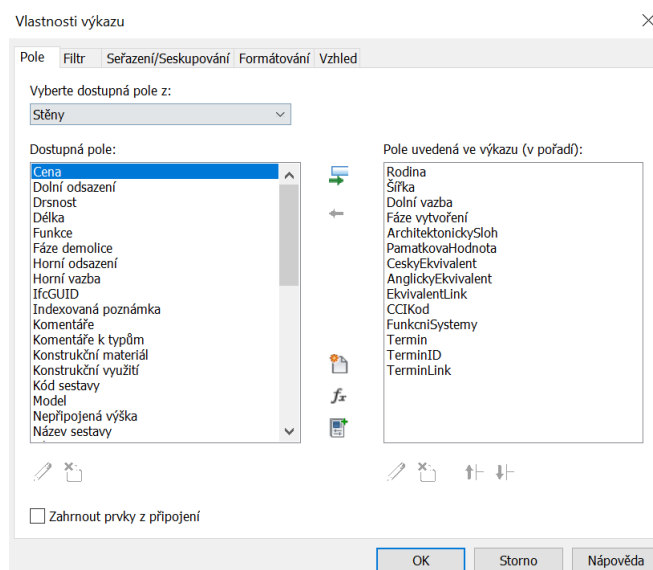 Vlastnosti výkazu
Pole Filtr Seřazení/Seskupování Formátování Vzhled
Vyberte dostupná pole z:
Stěny
Dostupná pole:
Cena
Dolní odsazení
Drsnost
Délka
Funkce
Fáze demolice
Horní odsazení
Horní vazba
IfcGUID
Indexovaná poznámka
Komentáře
Komentáře k typům
Konstrukční materiál
Konstrukční využití
Kód sestavy
Model
Nepřipojená výška
Název sestavy
fx
Pole uvedená ve výkazu (v pořadí):
Rodina
Šířka
Dolní vazba
Fáze vytvoření
ArchitektonickySloh
PamatkovaHodnota
CeskyEkvivalent
AnglickyEkvivalent
EkvivalentLink
CCIKod
FunkcniSystemy
Termin
TerminID
TerminLink
Zahrnout prvky z připojení
OK Storno Nápověda